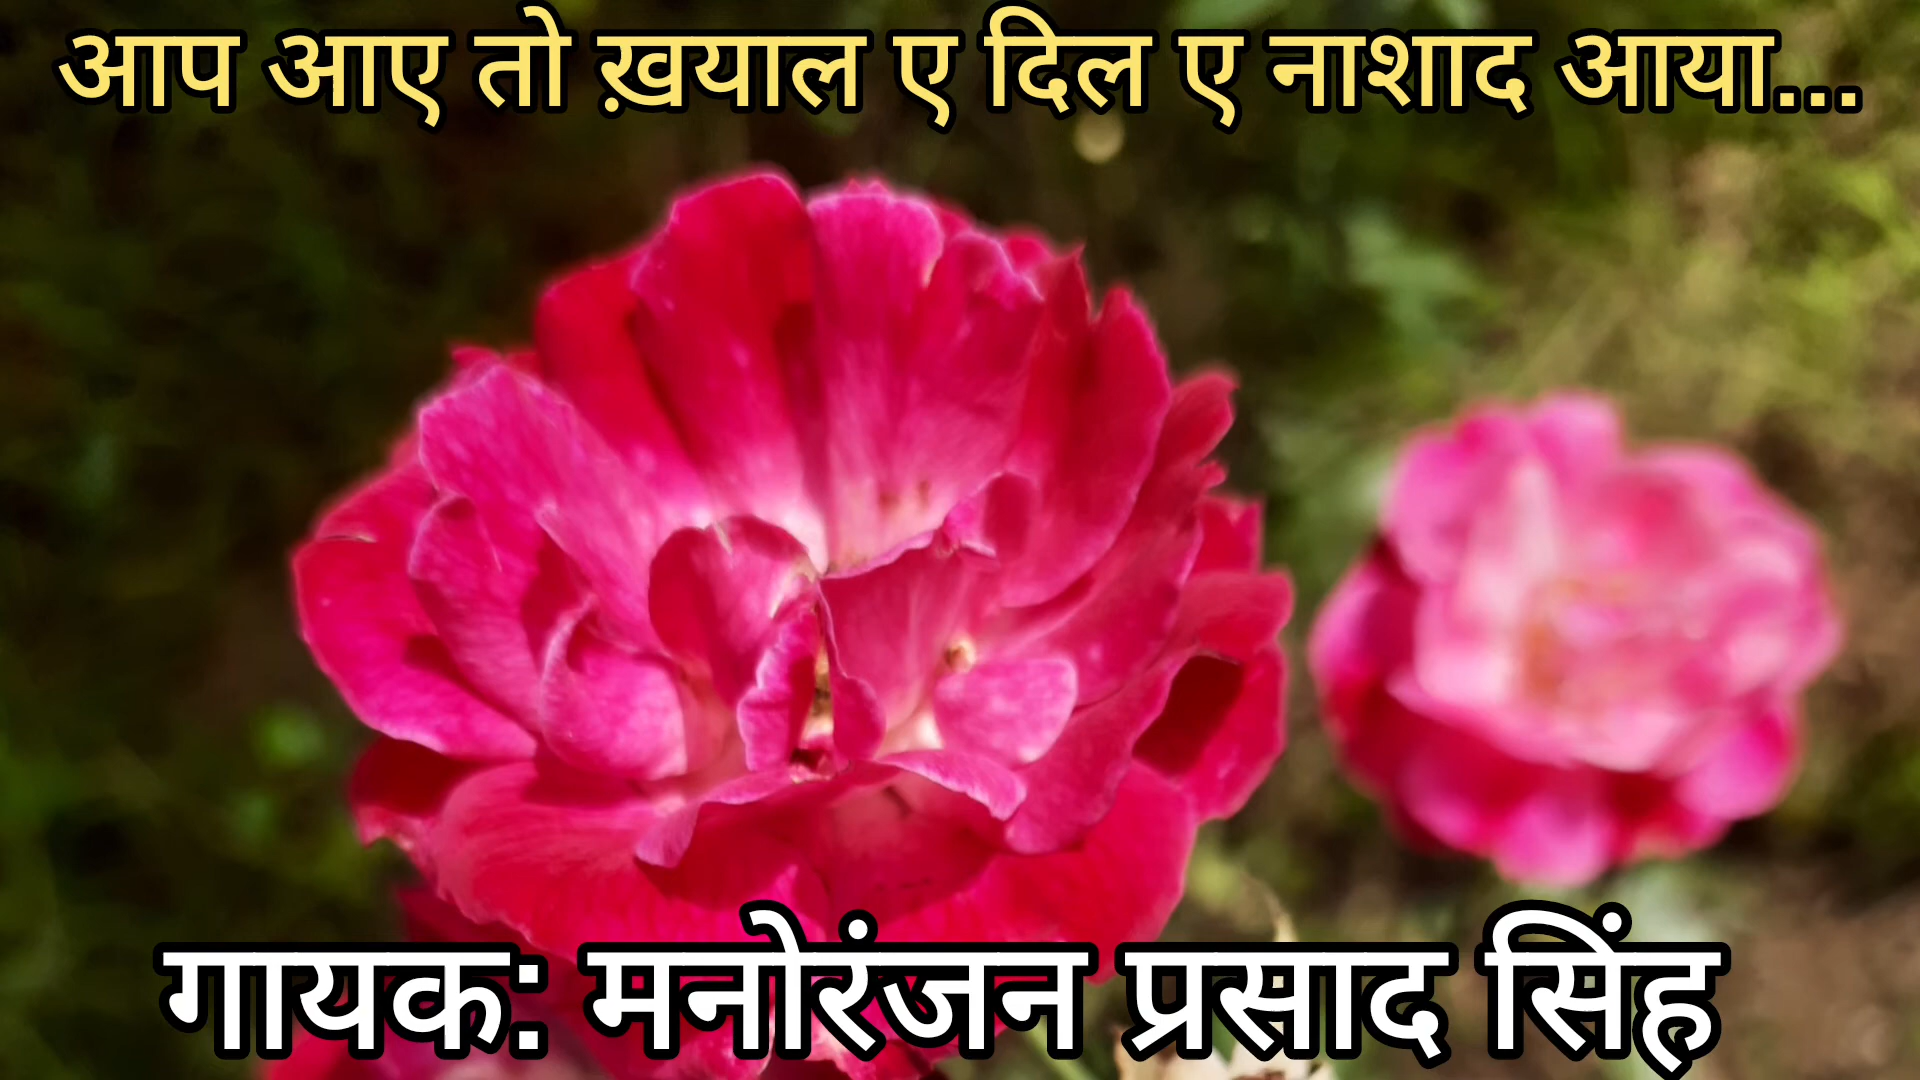 आप आए तो ख़याल ए दिल ए नाशाद आया...
गायक: मनोरंजन प्रसाद सिंह